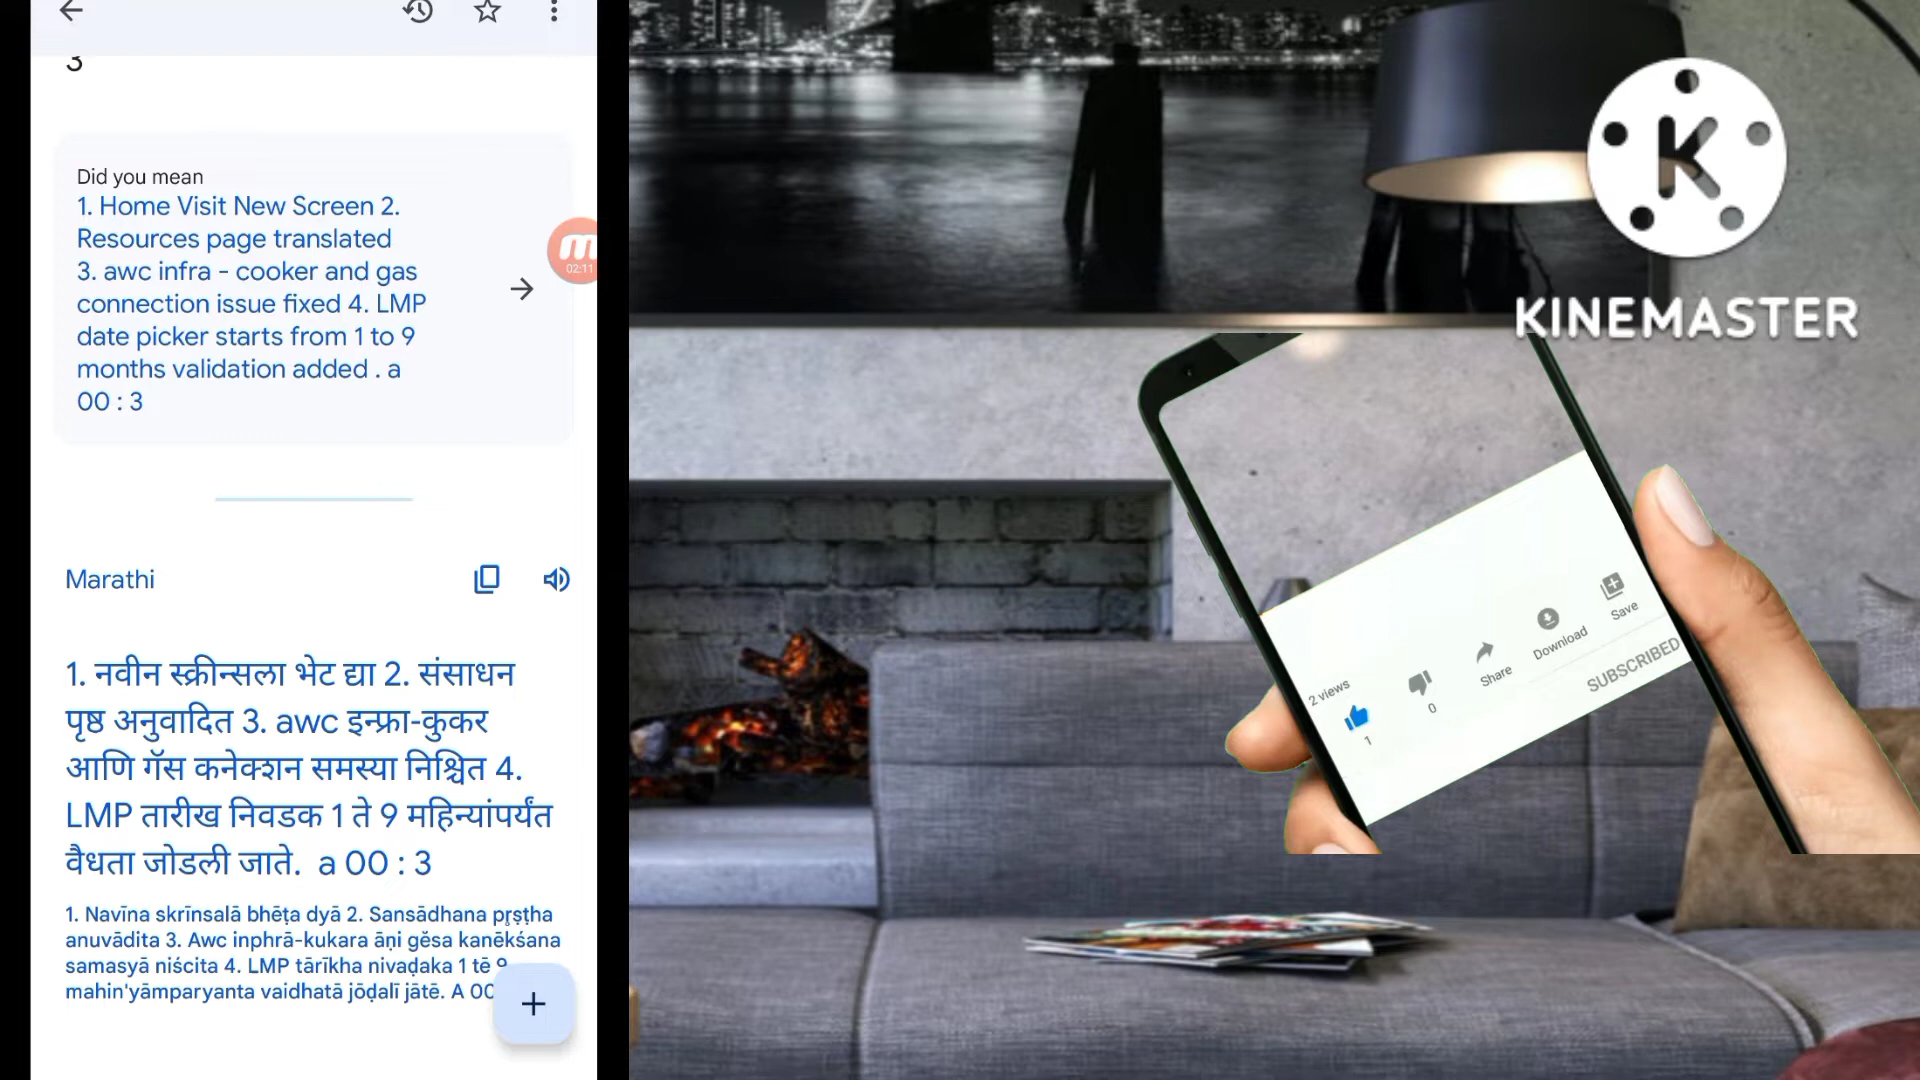 3
Did you mean
1. Home Visit New Screen 2.
Resources page translated
3. awc infra - cooker and gas
connection issue fixed 4. LMP
date picker starts from 1 to 9
months validation added . a
00 : 3
02:11
Marathi
1. नवीन स्क्रीन्सला भेट द्या 2. संसाधन
पृष्ठ अनुवादित 3. awc इन्फ्रा-कुकर
आणि गॅस कनेक्शन समस्या निश्चित 4.
LMP तारीख निवडक 1 ते 9 महिन्यांपर्यंत
वैधता जोडली जाते. a 00 : 3
1. Navīna skrīnsalā bhēṭa dyā 2. Sansādhana pr̥ṣṭha
anuvādita 3. Awc inphrā-kukara āṇi gĕsa kanēkśana
samasyā niścita 4. LMP tārīkha nivaḍaka 1 tē 9
mahin'yāmparyanta vaidhatā jōḍalī jātē. A 00
+
K
KINEMASTER
2 views
1
0
Share
Download
Save
SUBSCRIBED